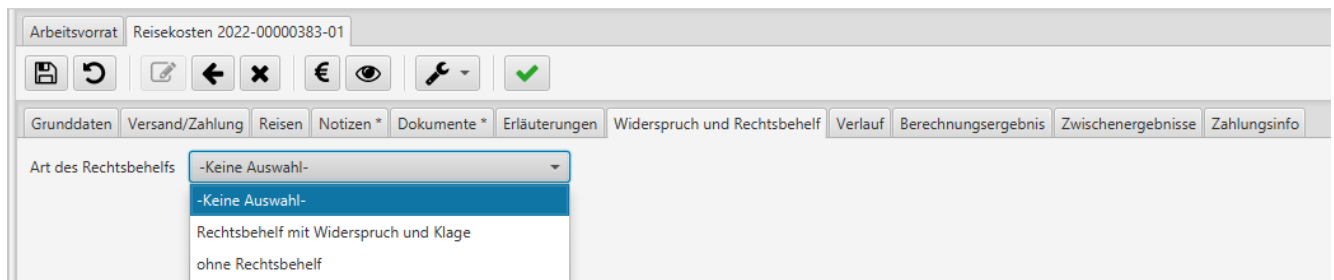 Arbeitsvorrat Reisekosten 2022-00000383-01
€
Grunddaten Versand/Zahlung Reisen Notizen * Dokumente * Erläuterungen Widerspruch und Rechtsbehelf Verlauf Berechnungsergebnis Zwischenergebnisse Zahlungsinfo
Art des Rechtsbehelfs -Keine Auswahl-
-Keine Auswahl-
Rechtsbehelf mit Widerspruch und Klage
ohne Rechtsbehelf